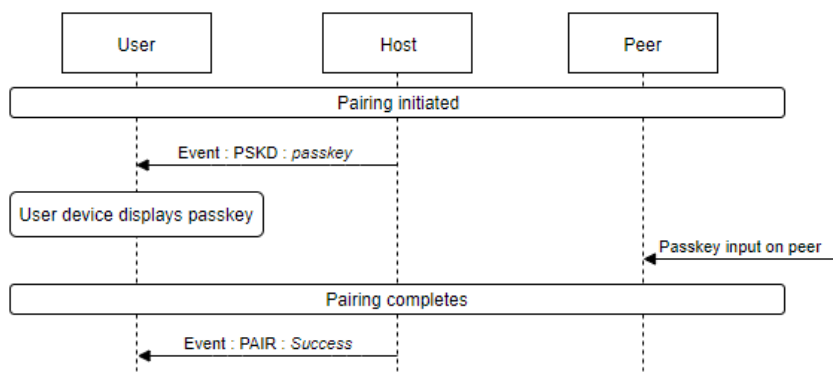 User
Host
Peer
Pairing initiated
Event : PSKD : passkey
User device displays passkey
Passkey input on peer
Pairing completes
Event : PAIR : Success